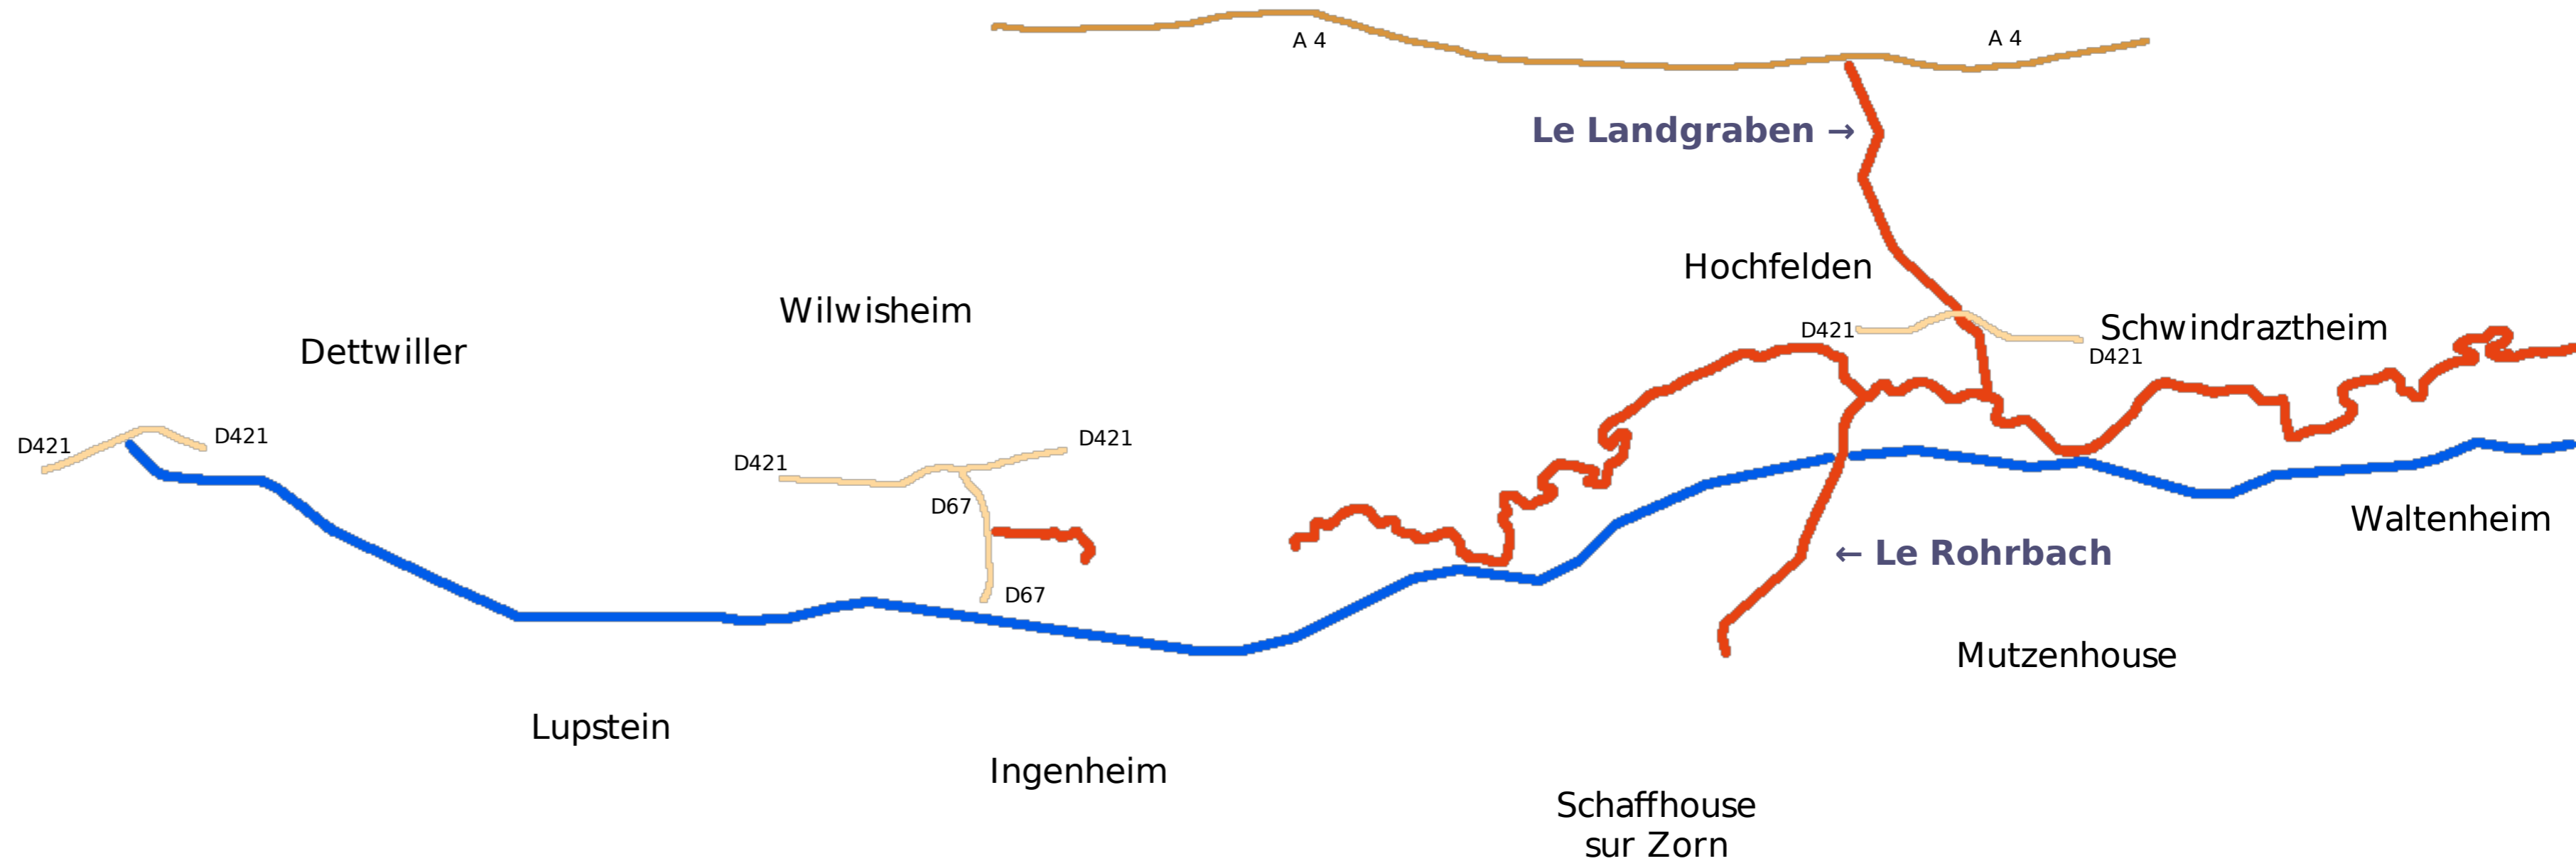 A 4
A 4
Le Landgraben →
Hochfelden
Wilwisheim
Schwindraztheim
D421
Dettwiller
D421
D421
D421
D421
D421
D67
Waltenheim
← Le Rohrbach
D67
Mutzenhouse
Lupstein
Ingenheim
Schaffhouse
sur Zorn